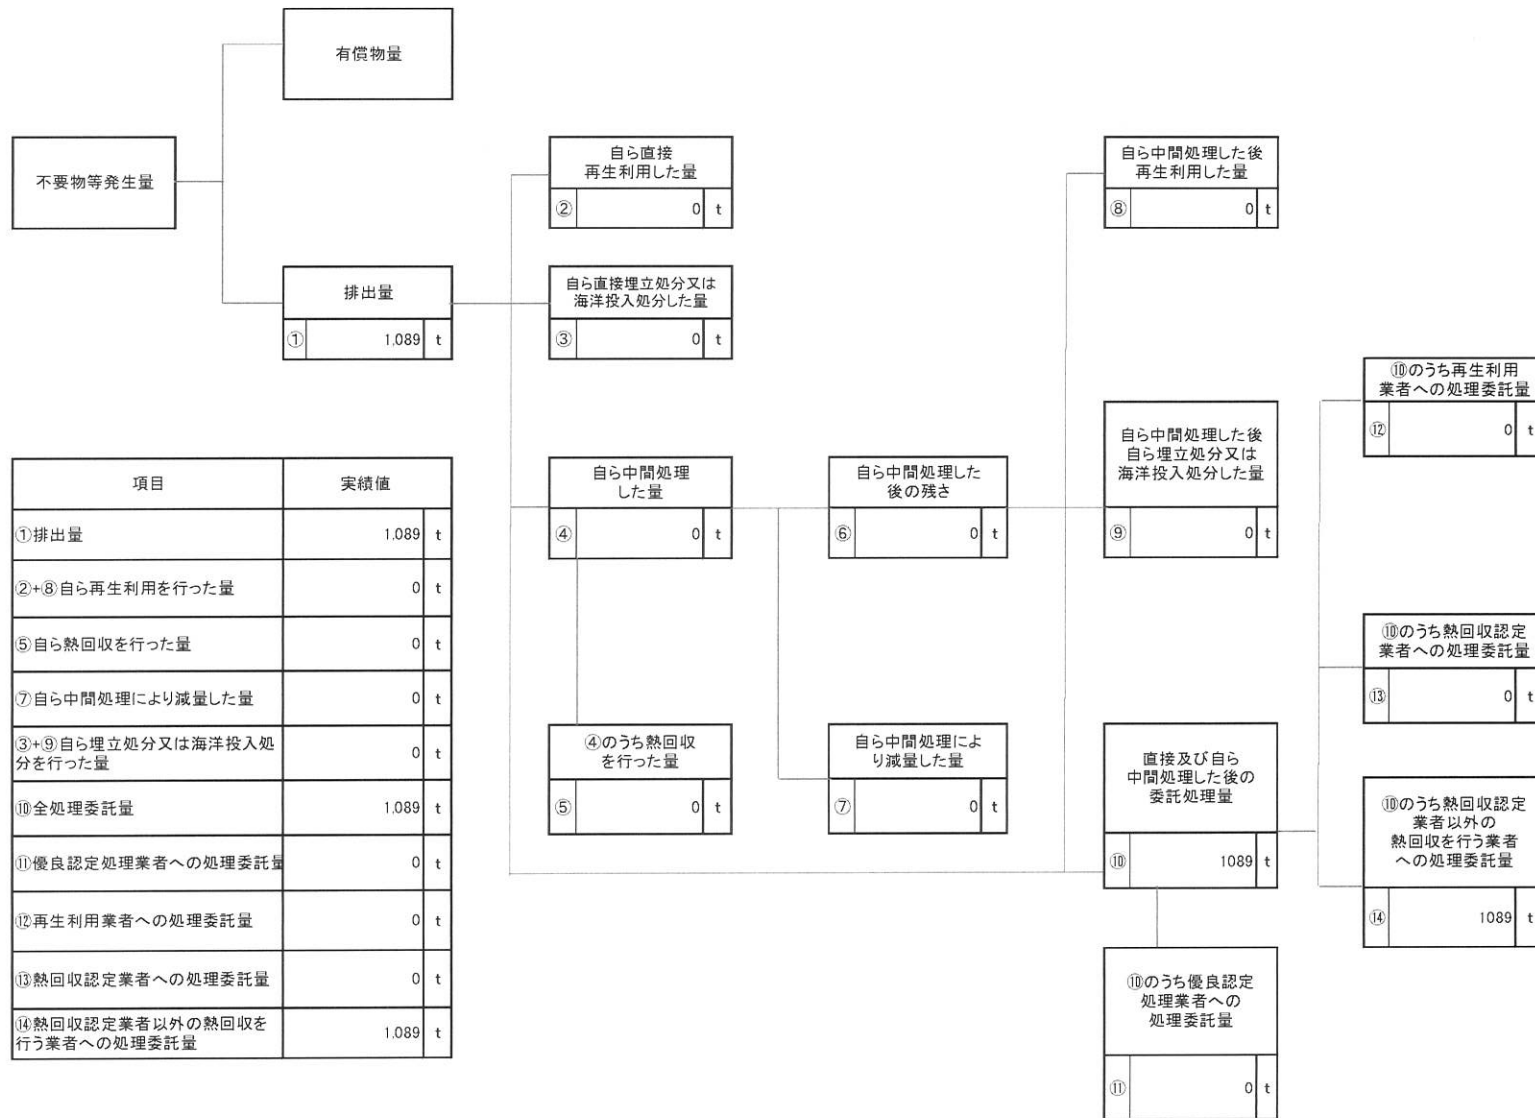 有償物量
不要物等発生量
排出量
① 1,089 t
自ら直接
再生利用した量
② 0 t
自ら直接埋立処分又は
海洋投入処分した量
③ 0 t
自ら中間処理
した量
④ 0 t
④のうち熱回収
を行った量
⑤ 0 t
自ら中間処理した
後の残さ
⑥ 0 t
自ら中間処理によ
り減量した量
⑦ 0 t
自ら中間処理した後
再生利用した量
⑧ 0 t
自ら中間処理した後
自ら埋立処分又は
海洋投入処分した量
⑨ 0 t
直接及び自ら
中間処理した後の
委託処理量
⑩ 1089 t
⑩のうち優良認定
処理業者への
処理委託量
⑪ 0 t
⑩のうち再生利用
業者への処理委託量
⑫ 0 t
⑩のうち熱回収認定
業者への処理委託量
⑬ 0 t
⑩のうち熱回収認定
業者以外の
熱回収を行う業者
への処理委託量
⑭ 1089 t
項目 実績値
①排出量 1,089 t
②+⑧自ら再生利用を行った量 0 t
⑤自ら熱回収を行った量 0 t
⑦自ら中間処理により減量した量 0 t
③+⑨自ら埋立処分又は海洋投入処
分を行った量 0 t
⑩全処理委託量 1,089 t
⑪優良認定処理業者への処理委託量 0 t
⑫再生利用業者への処理委託量 0 t
⑬熱回収認定業者への処理委託量 0 t
⑭熱回収認定業者以外の熱回収を
行う業者への処理委託量 1,089 t